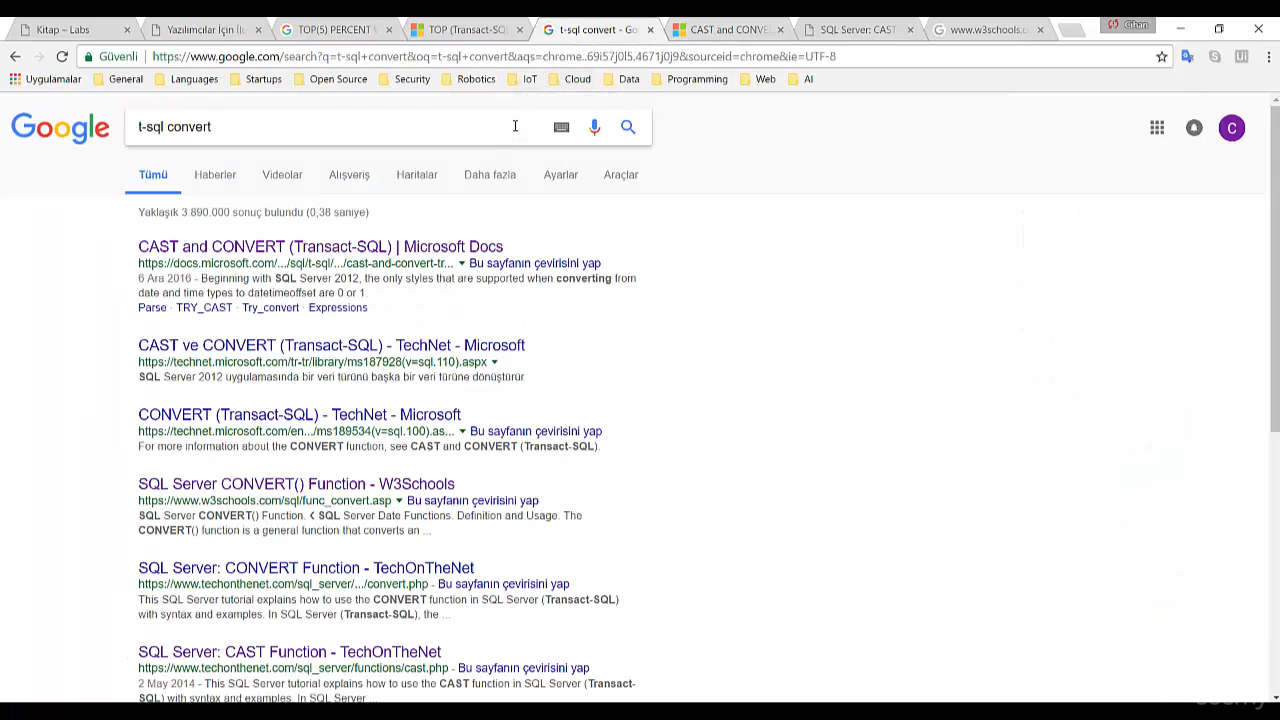 Kitap – Labs
Yazılımcılar İçin İl
TOP(5) PERCENT
TOP (Transact-SQ
t-sql convert - Go
CAST and CONVE
SQL Server: CAST
www.w3schools.c
Cihan
Güvenli
https://www.google.com/search?q=t-sql+convert&oq=t-sql+convert&aqs=chrome..69i57j0l5.4671j0j9&sourceid=chrome&ie=UTF-8
Uygulamalar
General
Languages
Startups
Open Source
Security
Robotics
IoT
Cloud
Data
Programming
Web
AI
Google
t-sql convert
C
Tümü
Haberler
Videolar
Alışveriş
Haritalar
Daha fazla
Ayarlar
Araçlar
Yaklaşık 3.890.000 sonuç bulundu (0,38 saniye)
CAST and CONVERT (Transact-SQL) | Microsoft Docs
https://docs.microsoft.com/.../sql/t-sql/.../cast-and-convert-tr... ▼ Bu sayfanın çevirisini yap
6 Ara 2016 - Beginning with SQL Server 2012, the only styles that are supported when converting from
date and time types to datetimeoffset are 0 or 1.
Parse · TRY_CAST · Try_convert · Expressions
CAST ve CONVERT (Transact-SQL) - TechNet - Microsoft
https://technet.microsoft.com/tr-tr/library/ms187928(v=sql.110).aspx ▼
SQL Server 2012 uygulamasında bir veri türünü başka bir veri türüne dönüştürür.
CONVERT (Transact-SQL) - TechNet - Microsoft
https://technet.microsoft.com/en.../ms189534(v=sql.100).as... ▼ Bu sayfanın çevirisini yap
For more information about the CONVERT function, see CAST and CONVERT (Transact-SQL).
SQL Server CONVERT() Function - W3Schools
https://www.w3schools.com/sql/func_convert.asp ▼ Bu sayfanın çevirisini yap
SQL Server CONVERT() Function. ❮ SQL Server Date Functions. Definition and Usage. The
CONVERT() function is a general function that converts an ...
SQL Server: CONVERT Function - TechOnTheNet
https://www.techonthenet.com/sql_server/.../convert.php - Bu sayfanın çevirisini yap
This SQL Server tutorial explains how to use the CONVERT function in SQL Server (Transact-SQL)
with syntax and examples. In SQL Server (Transact-SQL), the ...
SQL Server: CAST Function - TechOnTheNet
https://www.techonthenet.com/sql_server/functions/cast.php - Bu sayfanın çevirisini yap
2 May 2014 - This SQL Server tutorial explains how to use the CAST function in SQL Server (Transact-
SQL) with syntax and examples. In SQL Server ...